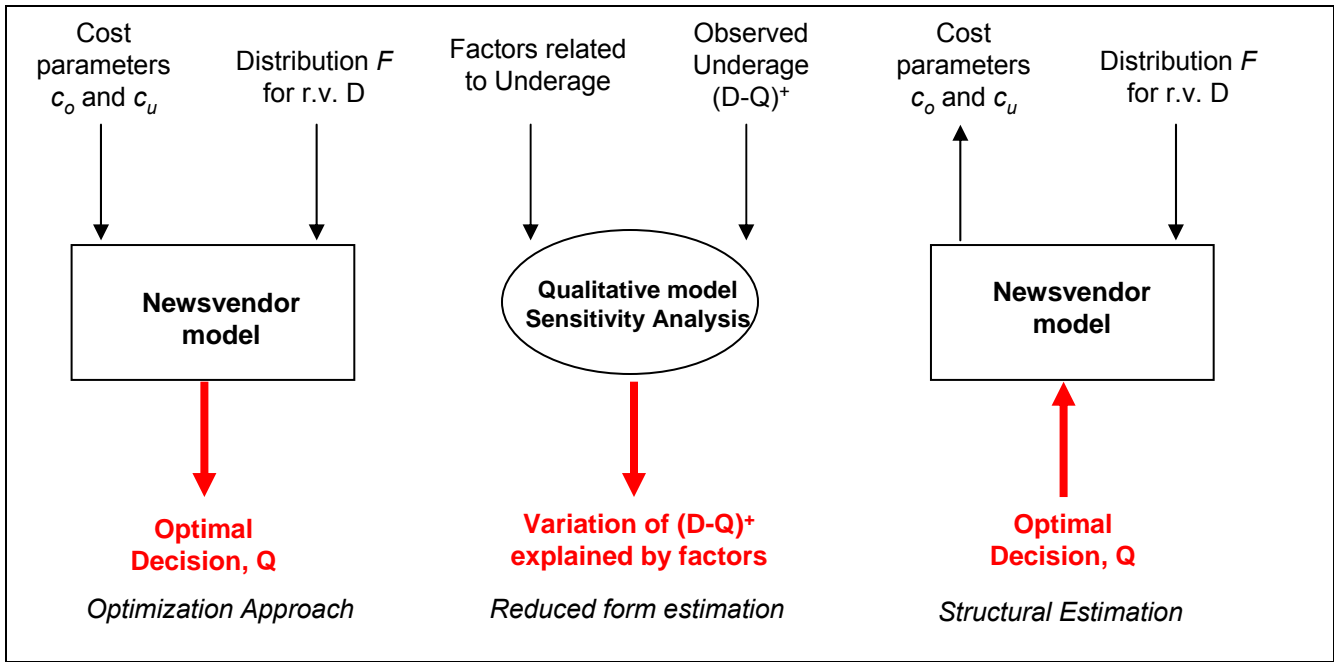 Cost
parameters
c_o and c_u
Distribution F
for r.v. D
Newsvendor
model
Optimal
Decision, Q
Optimization Approach
Factors related
to Underage
Observed
Underage
(D-Q)⁺
Qualitative model
Sensitivity Analysis
Variation of (D-Q)⁺
explained by factors
Reduced form estimation
Cost
parameters
c_o and c_u
Distribution F
for r.v. D
Newsvendor
model
Optimal
Decision, Q
Structural Estimation